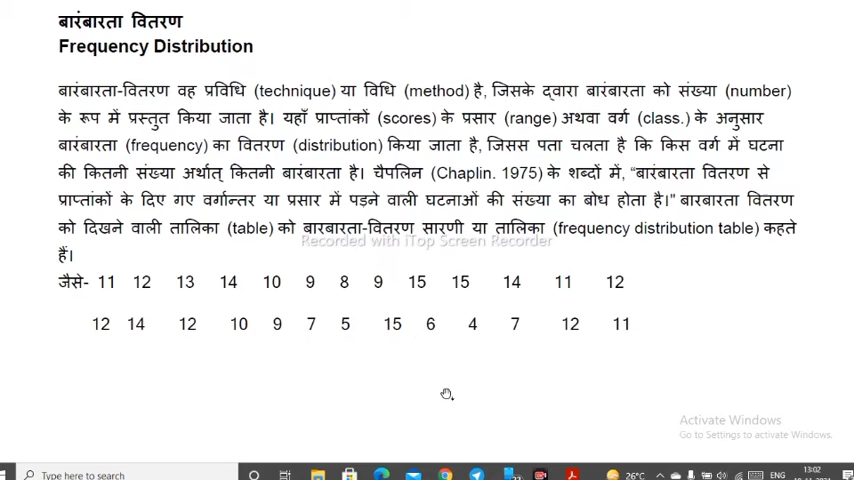 बारंबारता वितरण
Frequency Distribution
बारंबारता-वितरण वह प्रविधि (technique) या विधि (method) है, जिसके द्वारा बारंबारता को संख्या (number)
के रूप में प्रस्तुत किया जाता है। यहाँ प्राप्तांकों (scores) के प्रसार (range) अथवा वर्ग (class.) के अनुसार
बारंबारता (frequency) का वितरण (distribution) किया जाता है, जिसस पता चलता है कि किस वर्ग में घटना
की कितनी संख्या अर्थात् कितनी बारंबारता है। चैपलिन (Chaplin. 1975) के शब्दों में, “बारंबारता वितरण से
प्राप्तांकों के दिए गए वर्गान्तर या प्रसार में पड़ने वाली घटनाओं की संख्या का बोध होता है।" बारबारता वितरण
को दिखने वाली तालिका (table) को बारबारता-वितरण सारणी या तालिका (frequency distribution table) कहते
Recorded with iTop Screen Recorder
हैं।
जैसे- 11 12 13 14 10 9 8 9 15 15 14 11 12
12 14 12 10 9 7 5 15 6 4 7 12 11
Activate Windows
Go to Settings to activate Windows.
Type here to search
26°C
ENG
13:02